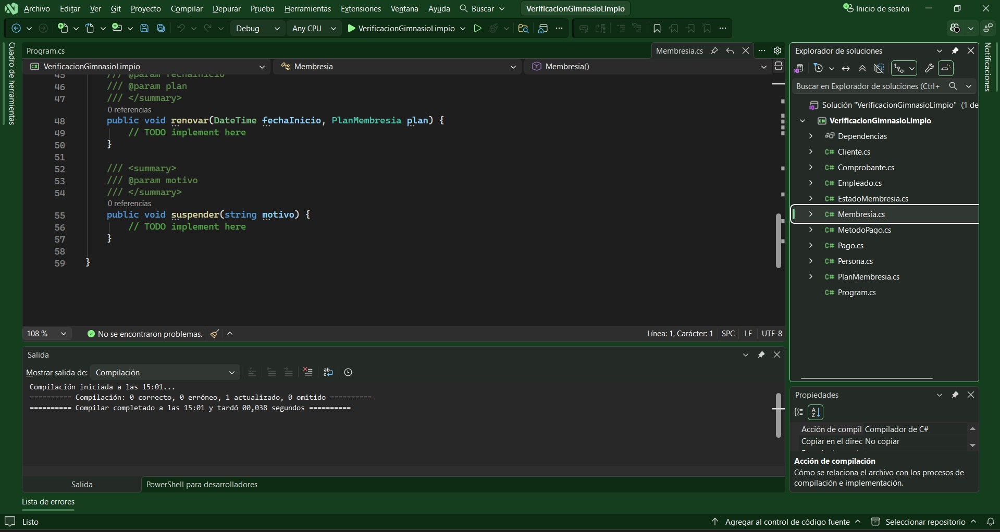 Archivo Editar Ver Git Proyecto Compilar Depurar Prueba Herramientas Extensiones Ventana Ayuda Buscar VerificacionGimnasioLimpio Inicio de sesión
Debug Any CPU VerificacionGimnasioLimpio
Cuadro de herramientas
Program.cs Membresia.cs
VerificacionGimnasioLimpio Membresia Membresia()
45 /// @param fechaInicio
46 /// @param plan
47 /// </summary>
0 referencias
48 public void renovar(DateTime fechaInicio, PlanMembresia plan) {
49 // TODO implement here
50 }
51
52 /// <summary>
53 /// @param motivo
54 /// </summary>
0 referencias
55 public void suspender(string motivo) {
56 // TODO implement here
57 }
58
59 }
108 % No se encontraron problemas. Línea: 1, Carácter: 1 SPC LF UTF-8
Salida
Mostrar salida de: Compilación
Compilación iniciada a las 15:01...
========== Compilación: 0 correcto, 0 erróneo, 1 actualizado, 0 omitido ==========
========== Compilar completado a las 15:01 y tardó 00,038 segundos ==========
Salida PowerShell para desarrolladores
Lista de errores
Explorador de soluciones
Buscar en Explorador de soluciones (Ctrl+
Solución "VerificacionGimnasioLimpio" (1 de
VerificacionGimnasioLimpio
Dependencias
C# Cliente.cs
C# Comprobante.cs
C# Empleado.cs
C# EstadoMembresia.cs
C# Membresia.cs
C# MetodoPago.cs
C# Pago.cs
C# Persona.cs
C# PlanMembresia.cs
C# Program.cs
Propiedades
Acción de compil Compilador de C#
Copiar en el direc No copiar
Acción de compilación
Cómo se relaciona el archivo con los procesos de
compilación e implementación.
Notificaciones
Listo Agregar al control de código fuente Seleccionar repositorio